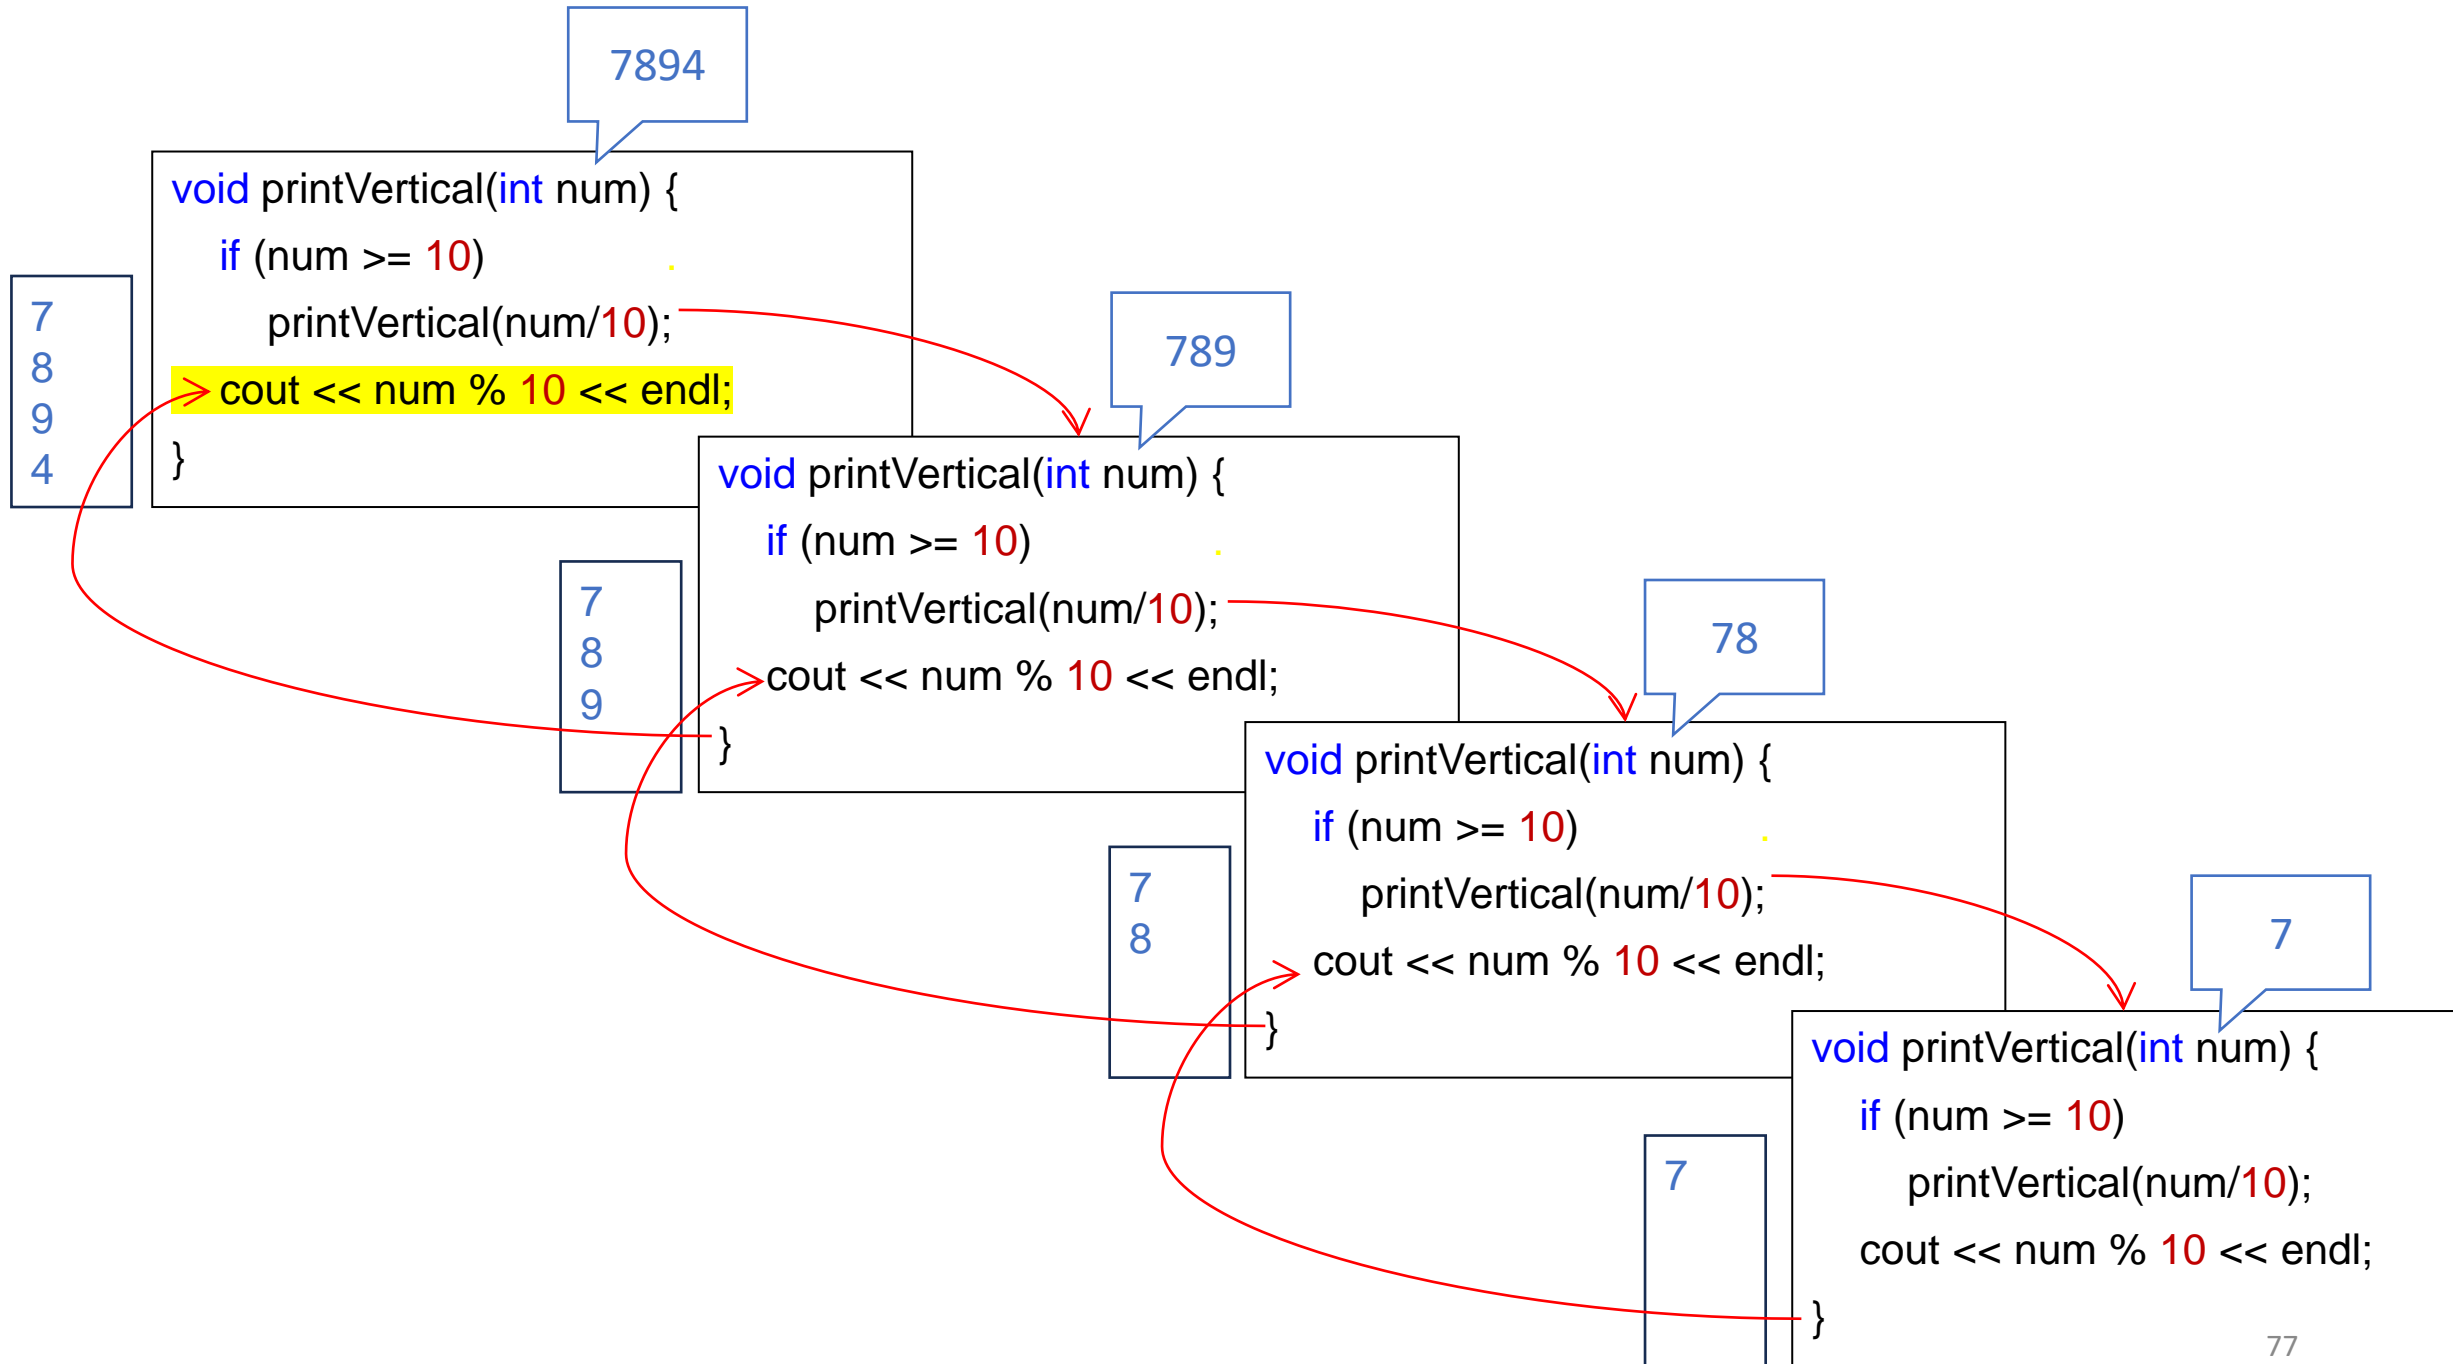 7894
void printVertical(int num) {
if (num >= 10) .
printVertical(num/10);
cout << num % 10 << endl;
}
7
8
9
4
789
void printVertical(int num) {
if (num >= 10) .
printVertical(num/10);
cout << num % 10 << endl;
}
7
8
9
78
void printVertical(int num) {
if (num >= 10) .
printVertical(num/10);
cout << num % 10 << endl;
}
7
8
7
void printVertical(int num) {
if (num >= 10)
printVertical(num/10);
cout << num % 10 << endl;
}
7
77